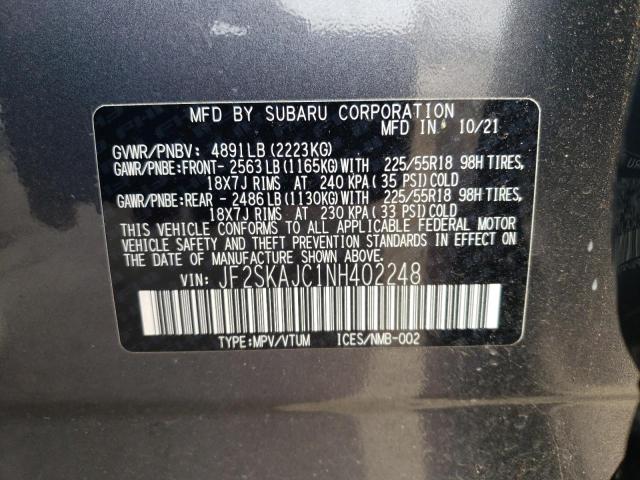 MFD BY SUBARU CORPORATION
MFD IN 10/21
GVWR/PNBV: 4891LB (2223KG)
GAWR/PNBE:FRONT- 2563LB (1165KG) WITH 225/55R18 98H TIRES,
18X7J RIMS AT 240 KPA ( 35 PSI) COLD
GAWR/PNBE:REAR - 2486LB (1130KG) WITH 225/55R18 98H TIRES,
18X7J RIMS AT 230 KPA ( 33 PSI) COLD
THIS VEHICLE CONFORMS TO ALL APPLICABLE FEDERAL MOTOR
VEHICLE SAFETY AND THEFT PREVENTION STANDARDS IN EFFECT ON THE
DATE OF MANUFACTURE SHOWN ABOVE.
VIN: JF2SKAJC1NH402248
TYPE:MPV/VTUM ICES/NMB-002